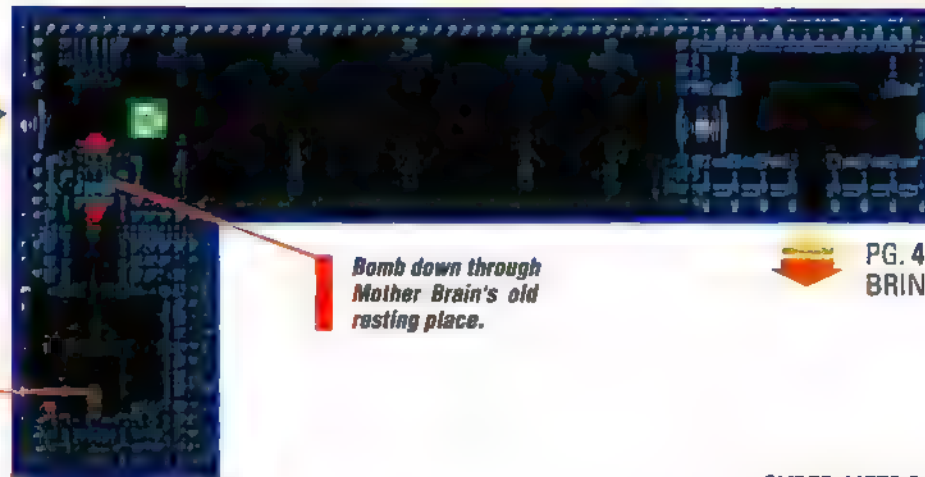 Bomb down through
Mother Brain's old
resting place.
PG. 4
BRIN